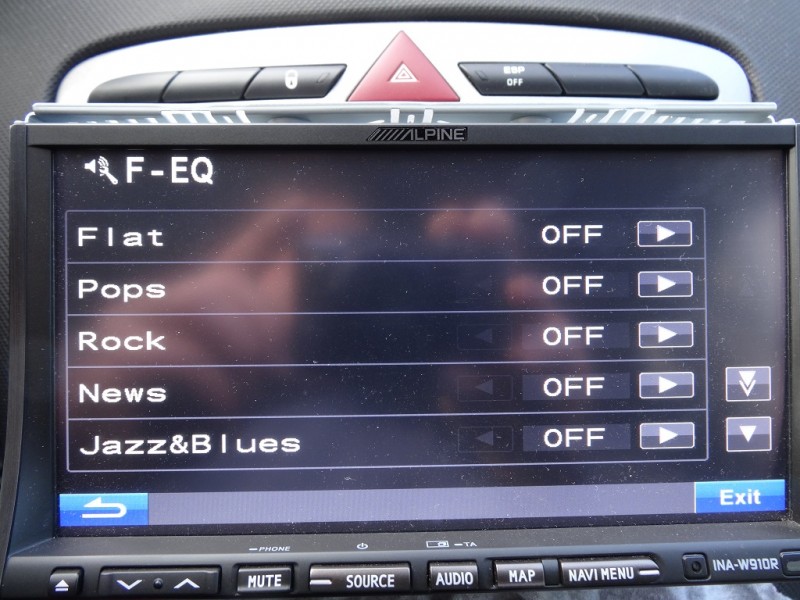 ESP
OFF
ALPINE
F-EQ
Flat OFF
Pops OFF
Rock OFF
News OFF
Jazz&Blues OFF
Exit
PHONE
TA
MUTE SOURCE AUDIO MAP NAVI MENU INA-W910R